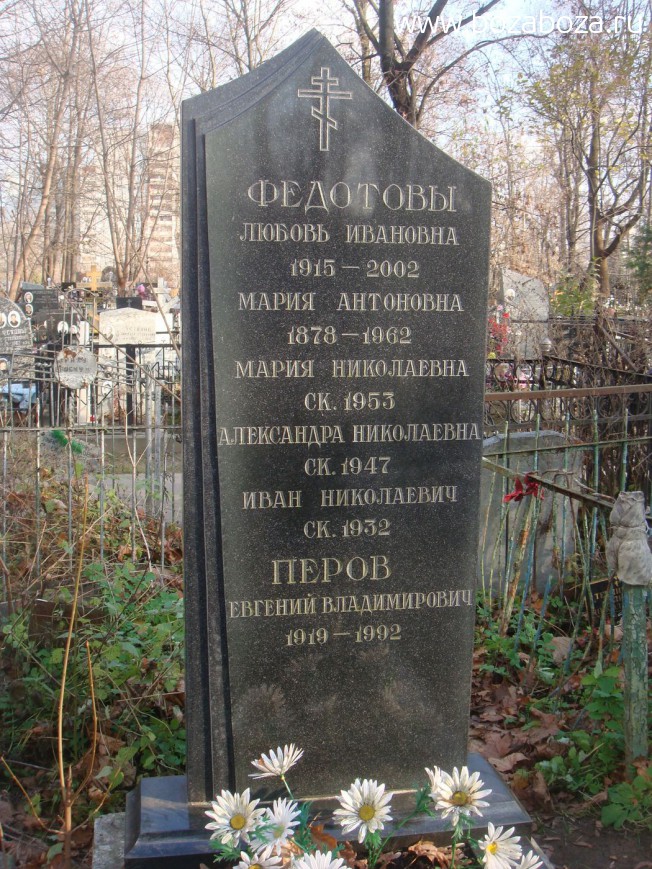 www.bozaboza.ru
ФЕДОТОВЫ
ЛЮБОВЬ ИВАНОВНА
1915 — 2002
МАРИЯ АНТОНОВНА
1878 — 1962
МАРИЯ НИКОЛАЕВНА
СК. 1953
АЛЕКСАНДРА НИКОЛАЕВНА
СК. 1947
ИВАН НИКОЛАЕВИЧ
СК. 1932
ПЕРОВ
ЕВГЕНИЙ ВЛАДИМИРОВИЧ
1919 — 1992